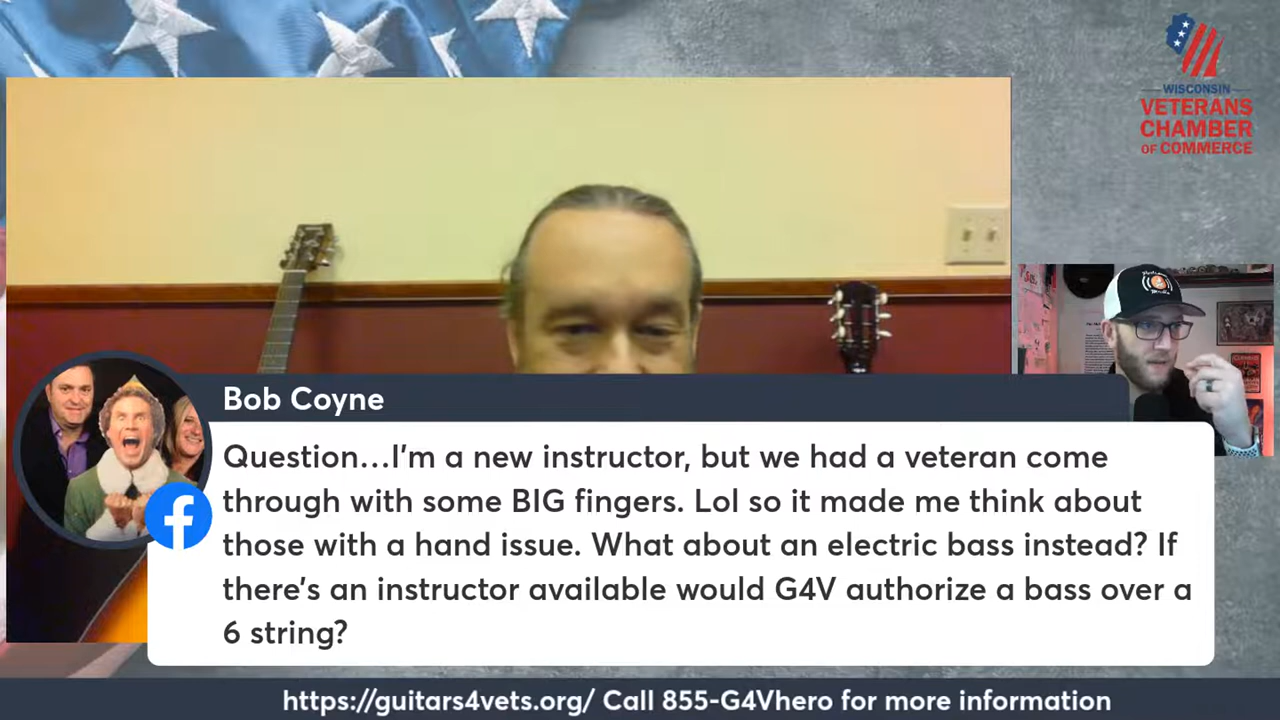 WISCONSIN
VETERANS
CHAMBER
OF COMMERCE
Bob Coyne
Question...I'm a new instructor, but we had a veteran come
through with some BIG fingers. Lol so it made me think about
those with a hand issue. What about an electric bass instead? If
there's an instructor available would G4V authorize a bass over a
6 string?
https://guitars4vets.org/ Call 855-G4Vhero for more information